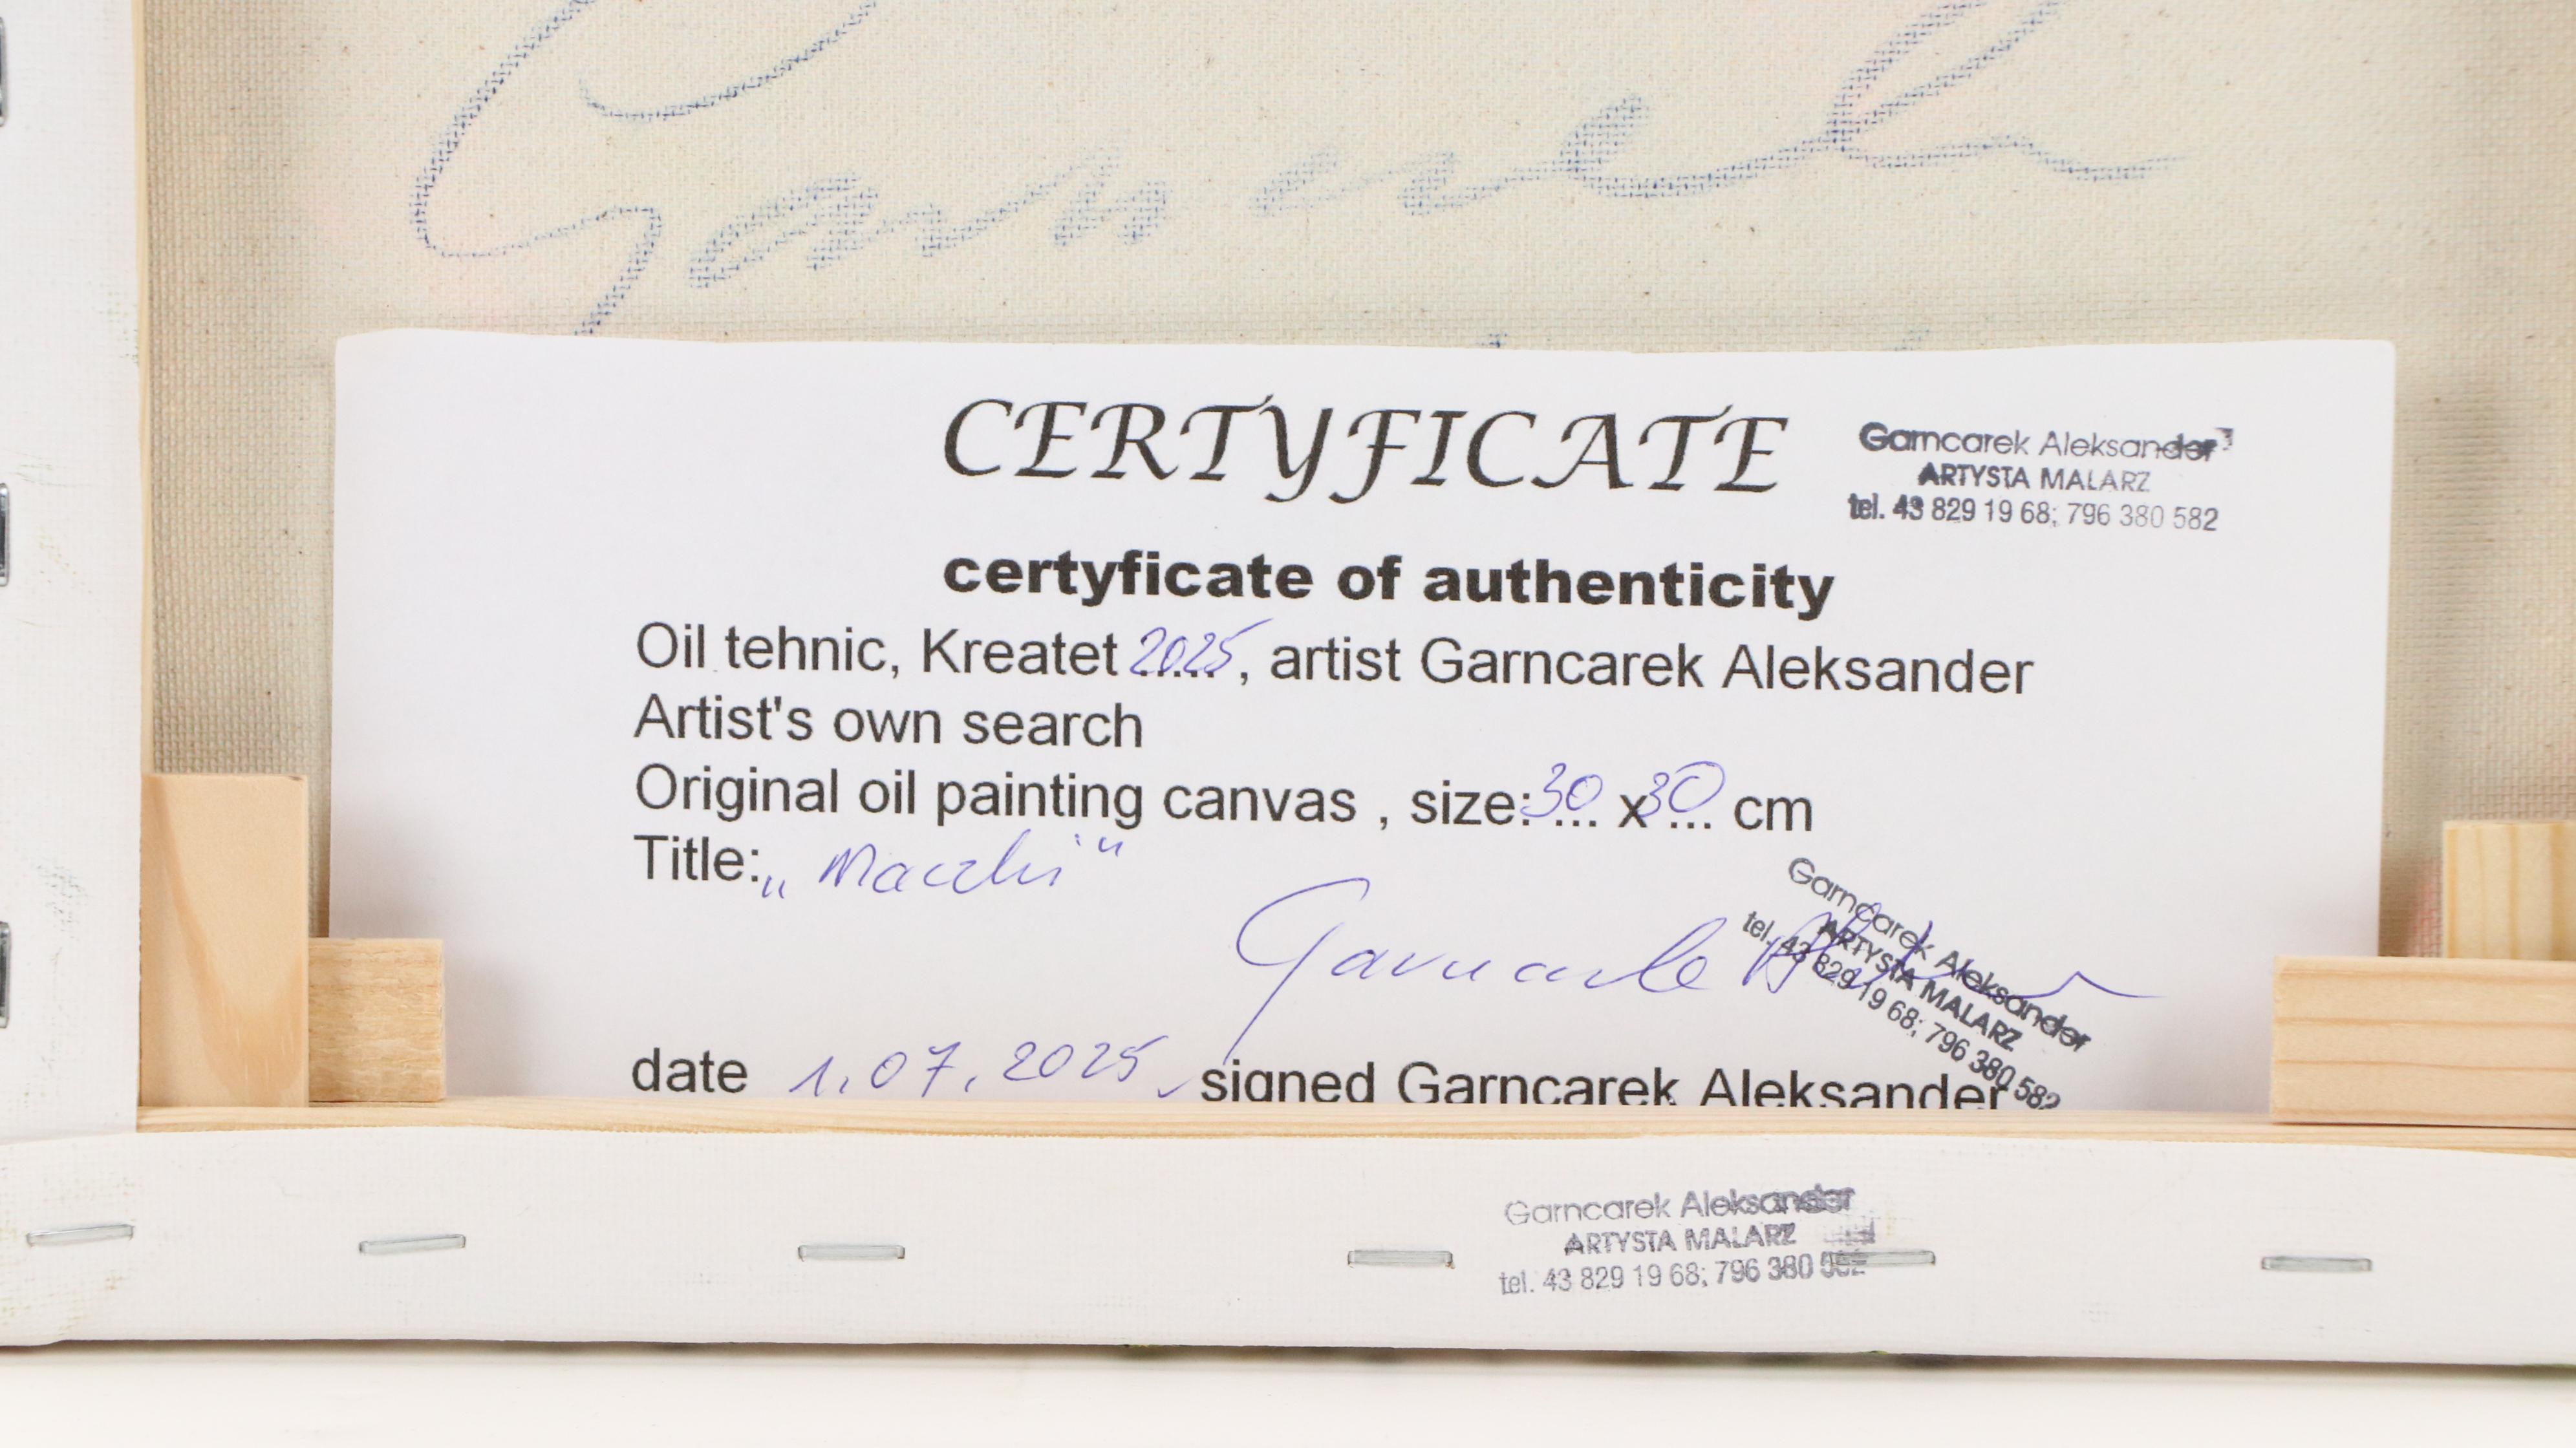 CERTYFICATE
Garncarek Aleksander
ARTYSTA MALARZ
tel. 43 829 19 68; 796 380 582
certyficate of authenticity
Oil tehnic, Kreatet 2025, artist Garncarek Aleksander
Artist's own search
Original oil painting canvas , size: 30 x 30 cm
Title: „
Garncarek Aleksander
ARTYSTA MALARZ
tel. 43 829 19 68; 796 380 582
date 1.07.2025 signed Garncarek Aleksander
Garncarek Aleksander
ARTYSTA MALARZ
tel. 43 829 19 68; 796 380 582